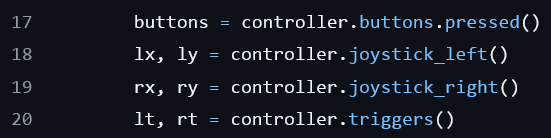 17 buttons = controller.buttons.pressed()
18 lx, ly = controller.joystick_left()
19 rx, ry = controller.joystick_right()
20 lt, rt = controller.triggers()